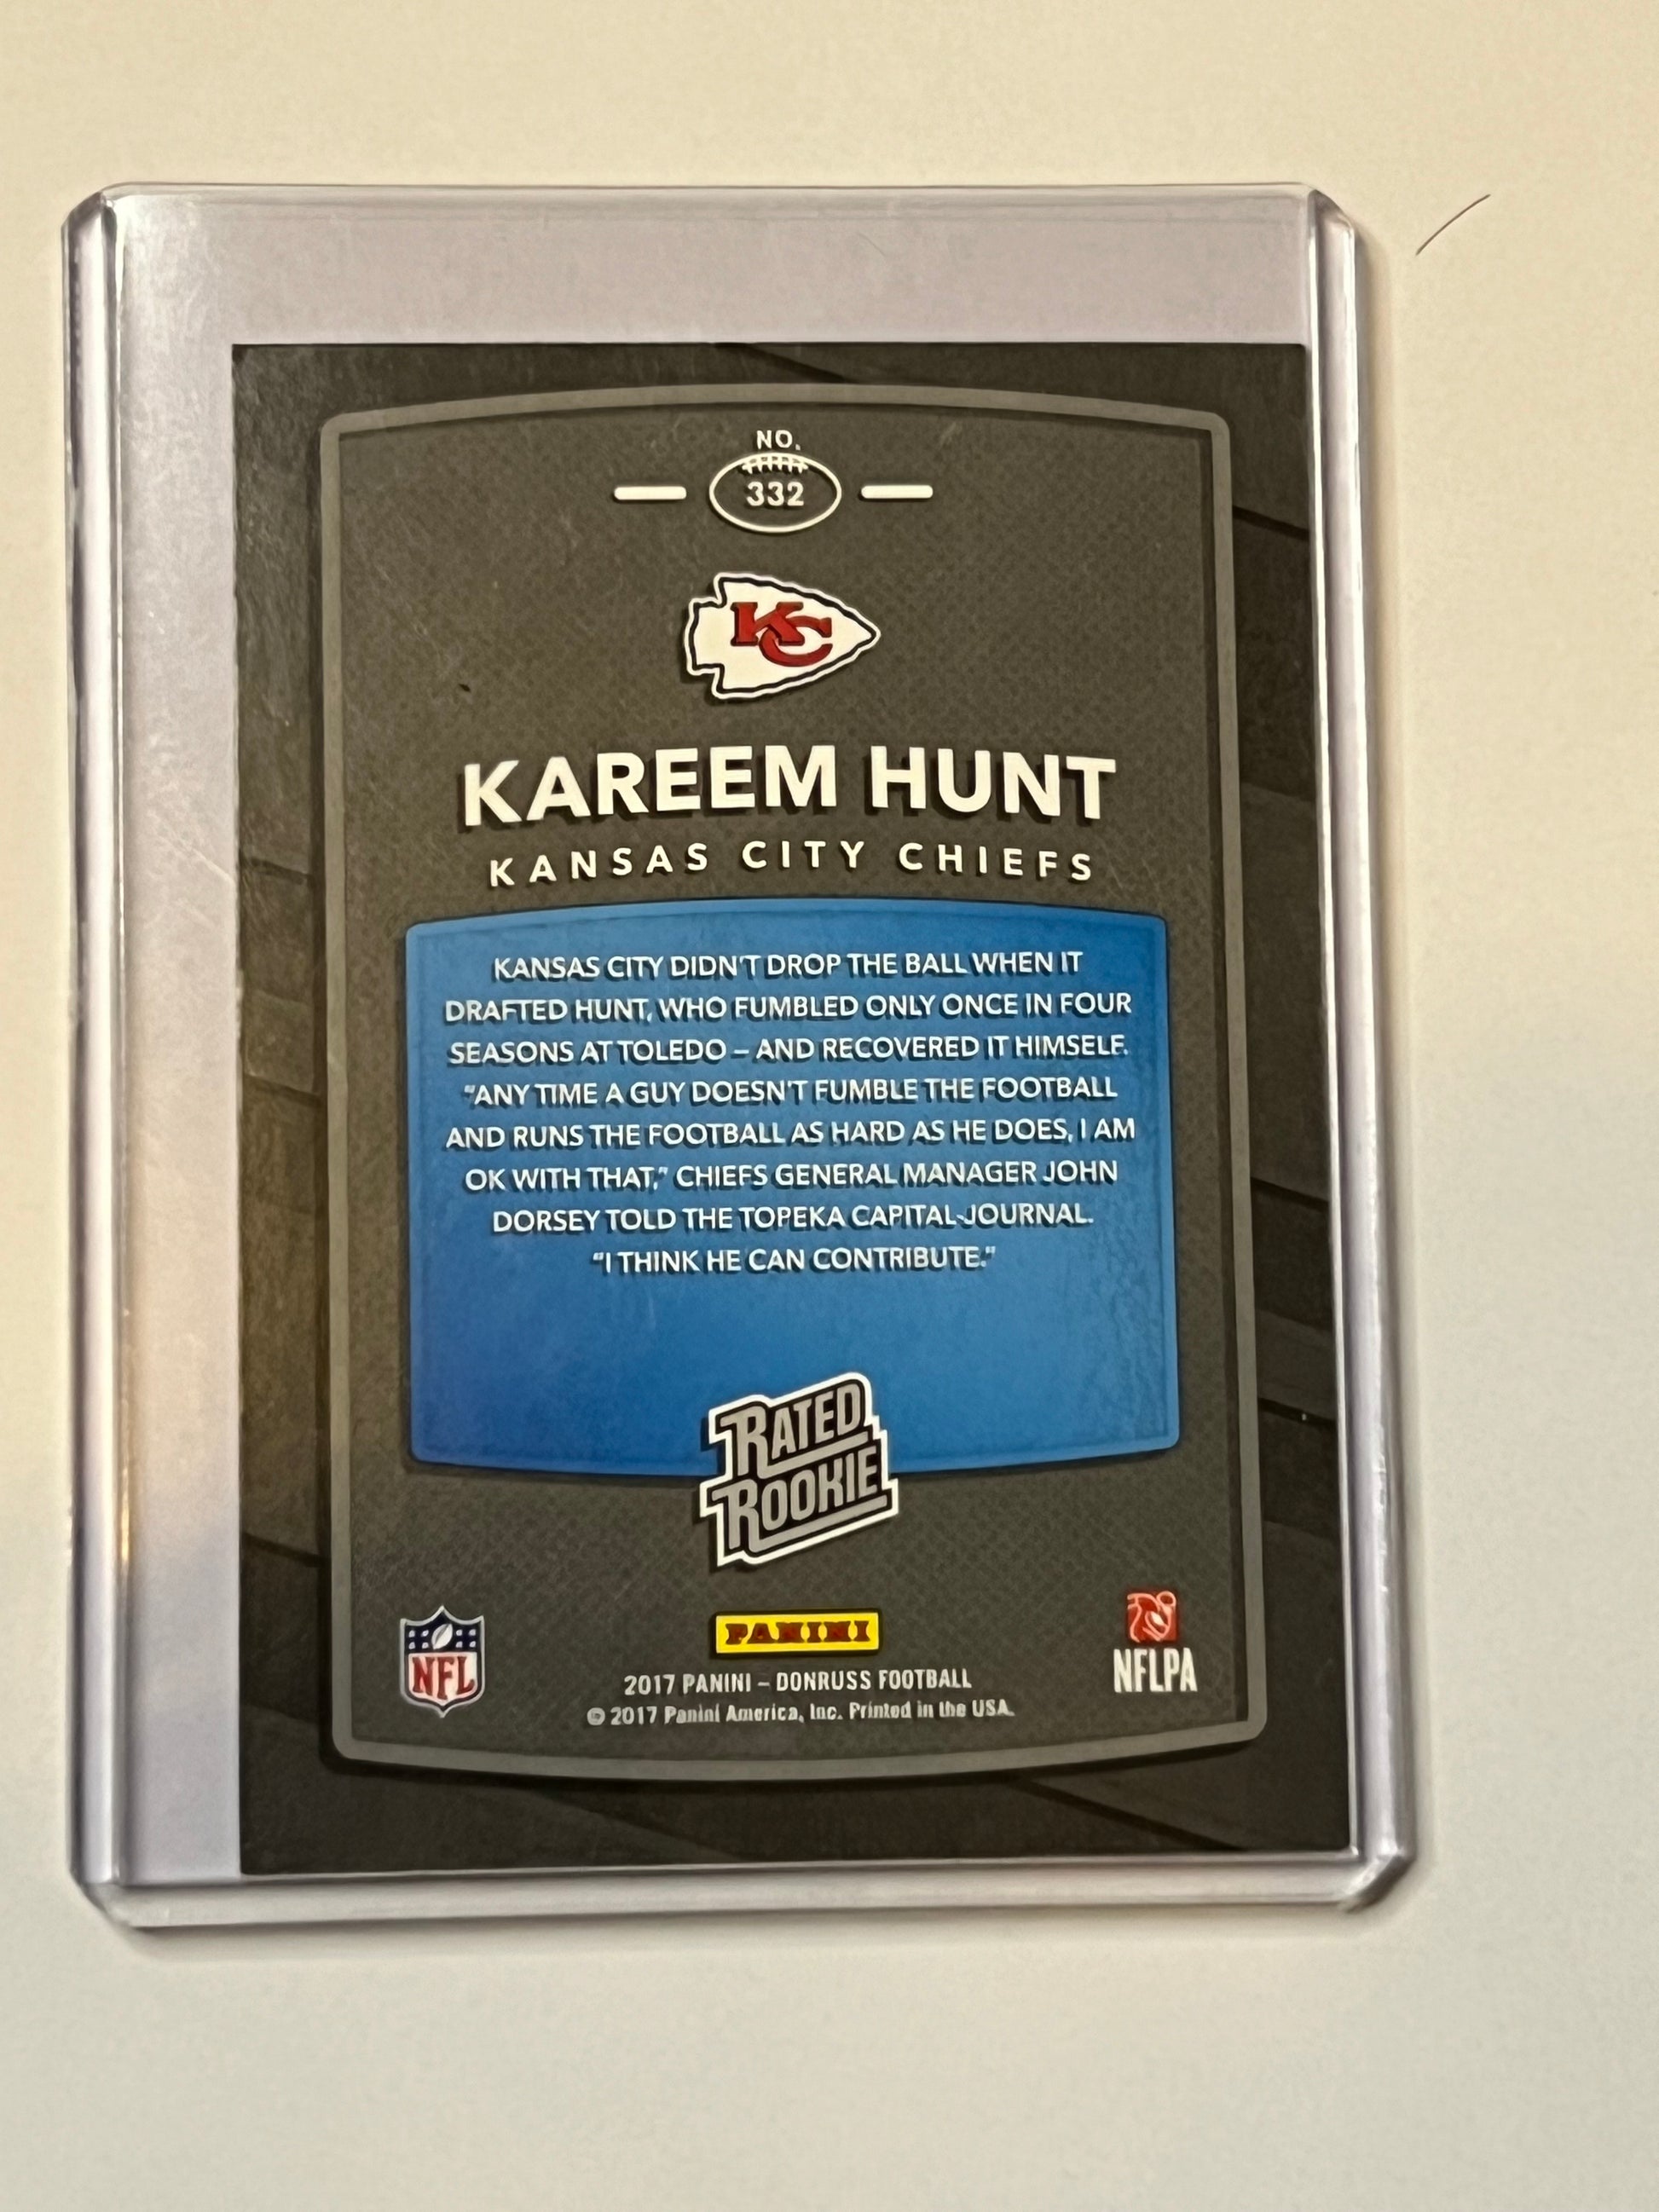 NO.
332
KC
KAREEM HUNT
KANSAS CITY CHIEFS
KANSAS CITY DIDN'T DROP THE BALL WHEN IT
DRAFTED HUNT, WHO FUMBLED ONLY ONCE IN FOUR
SEASONS AT TOLEDO – AND RECOVERED IT HIMSELF.
"ANY TIME A GUY DOESN'T FUMBLE THE FOOTBALL
AND RUNS THE FOOTBALL AS HARD AS HE DOES, I AM
OK WITH THAT," CHIEFS GENERAL MANAGER JOHN
DORSEY TOLD THE TOPEKA CAPITAL-JOURNAL.
"I THINK HE CAN CONTRIBUTE."
RATED
ROOKIE
NFL
PANINI
NFLPA
2017 PANINI – DONRUSS FOOTBALL
© 2017 Panini America, Inc. Printed in the USA.